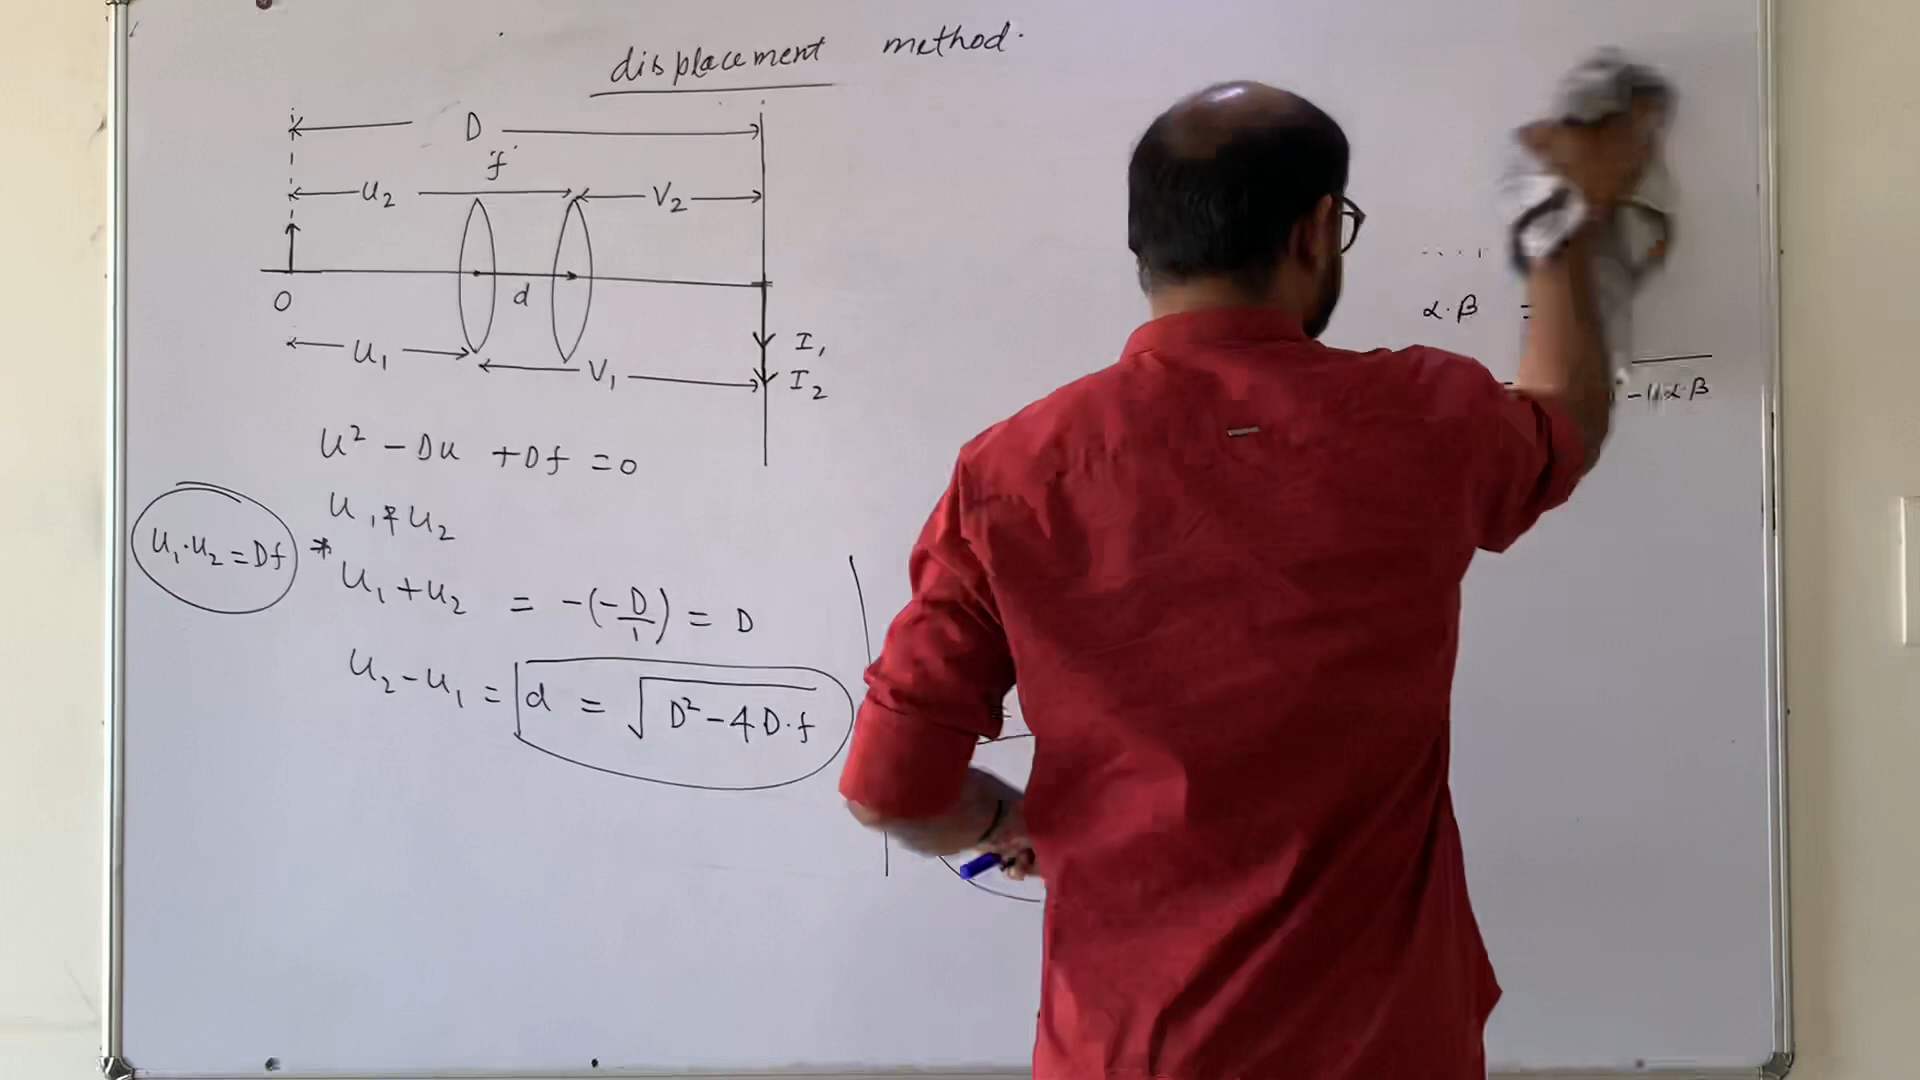 displacement method.
D
f
u₂ V₂
d
O
u₁ V₁
I₁
I₂
u² - Du + Df = 0
u₁ & u₂
u₁·u₂ = Df
* u₁ + u₂ = -(-D/1) = D
u₂ - u₁ = d = √D² - 4D·f
α·β =
α·β